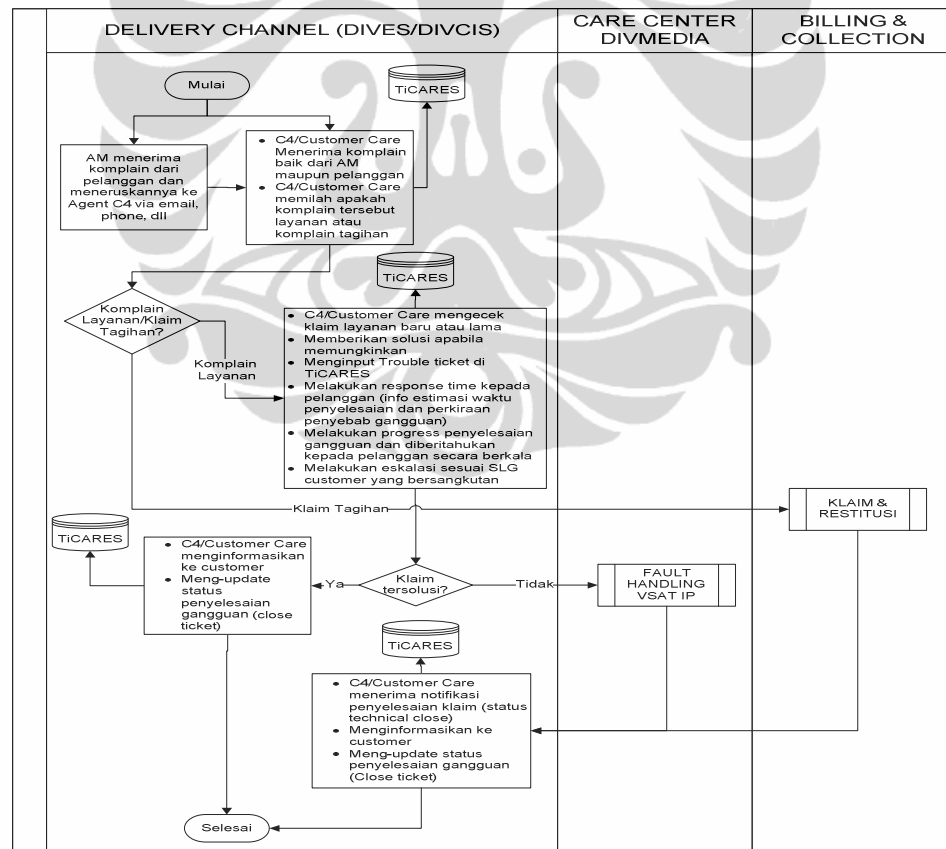 DELIVERY CHANNEL (DIVES/DIVCIS)
CARE CENTER
DIVMEDIA
BILLING &
COLLECTION
Mulai
TiCARES
AM menerima
komplain dari
pelanggan dan
meneruskannya ke
Agent C4 via email,
phone, dll
• C4/Customer Care
Menerima komplain
baik dari AM
maupun pelanggan
• C4/Customer Care
memilah apakah
komplain tersebut
layanan atau
komplain tagihan
TiCARES
Komplain
Layanan/Klaim
Tagihan?
Komplain
Layanan
• C4/Customer Care mengecek
klaim layanan baru atau lama
• Memberikan solusi apabila
memungkinkan
• Menginput Trouble ticket di
TiCARES
• Melakukan response time kepada
pelanggan (info estimasi waktu
penyelesaian dan perkiraan
penyebab gangguan)
• Melakukan progress penyelesaian
gangguan dan diberitahukan
kepada pelanggan secara berkala
• Melakukan eskalasi sesuai SLG
customer yang bersangkutan
Klaim Tagihan
KLAIM &
RESTITUSI
TiCARES
• C4/Customer Care
menginformasikan
ke customer
• Meng-update
status
penyelesaian
gangguan (close
ticket)
Ya
Klaim
tersolusi?
Tidak
FAULT
HANDLING
VSAT IP
TiCARES
• C4/Customer Care
menerima notifikasi
penyelesaian klaim (status
technical close)
• Menginformasikan ke
customer
• Meng-update status
penyelesaian gangguan
(Close ticket)
Selesai